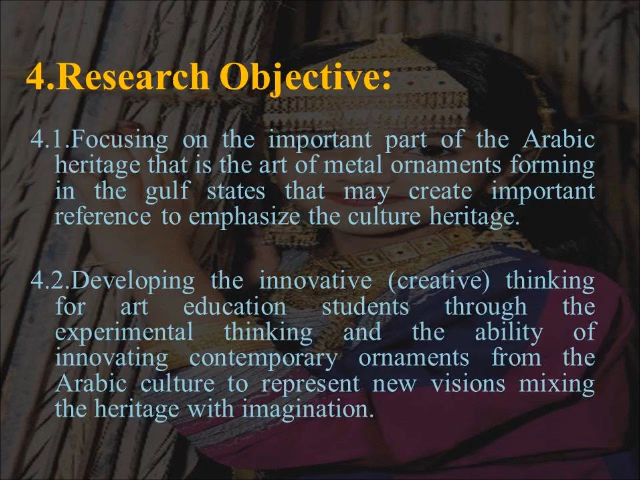 4.Research Objective:
4.1.Focusing on the important part of the Arabic
heritage that is the art of metal ornaments forming
in the gulf states that may create important
reference to emphasize the culture heritage.
4.2.Developing the innovative (creative) thinking
for art education students through the
experimental thinking and the ability of
innovating contemporary ornaments from the
Arabic culture to represent new visions mixing
the heritage with imagination.